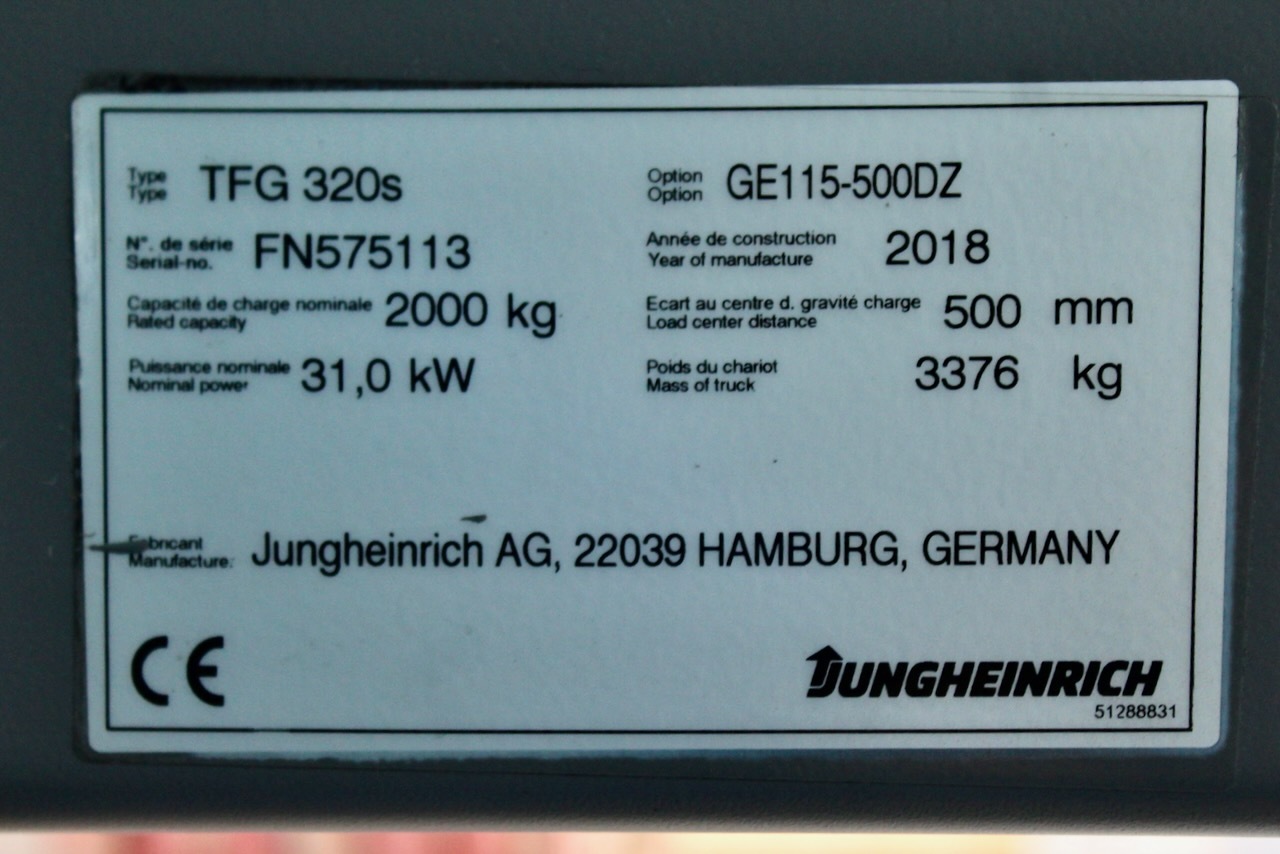 Type
Type TFG 320s
Option
Option GE115-500DZ
N°. de série
Serial-no. FN575113
Année de construction
Year of manufacture 2018
Capacité de charge nominale
Rated capacity 2000 kg
Ecart au centre d. gravité charge
Load center distance 500 mm
Puissance nominale
Nominal power 31,0 kW
Poids du chariot
Mass of truck 3376 kg
Fabricant
Manufacture: Jungheinrich AG, 22039 HAMBURG, GERMANY
CE
JUNGHEINRICH
51288831